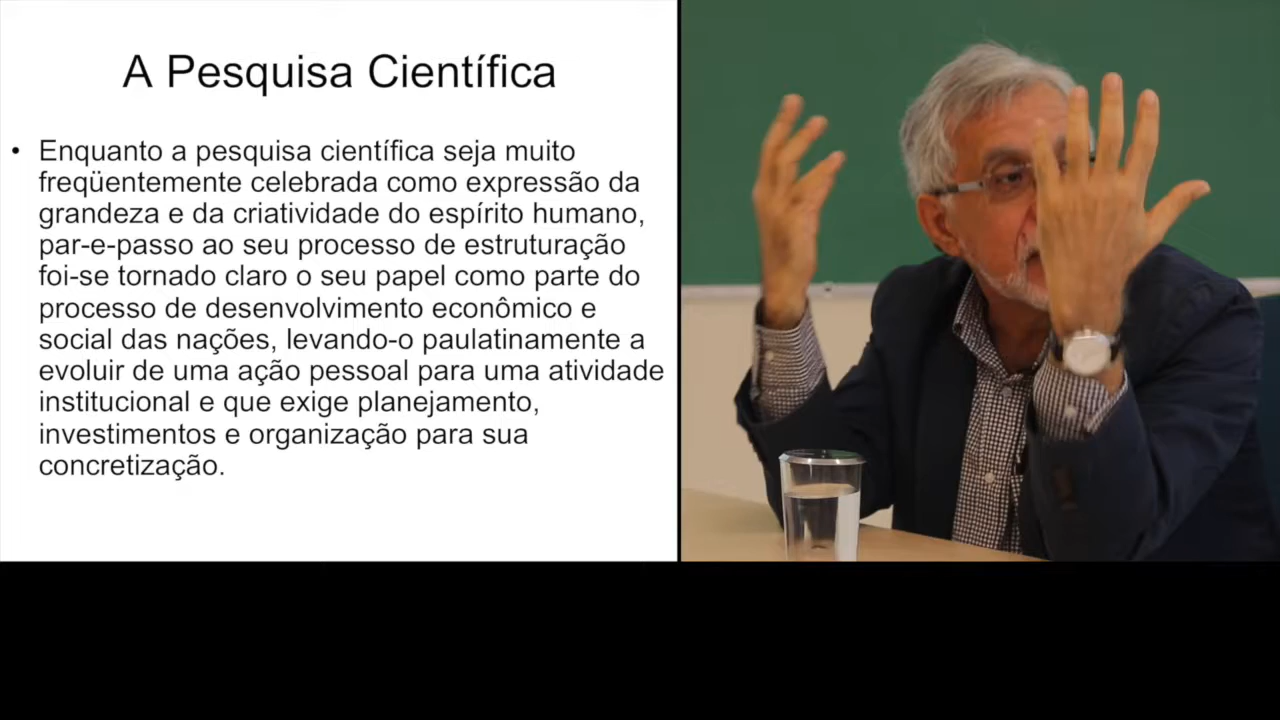 A Pesquisa Científica
• Enquanto a pesquisa científica seja muito
freqüentemente celebrada como expressão da
grandeza e da criatividade do espírito humano,
par-e-passo ao seu processo de estruturação
foi-se tornado claro o seu papel como parte do
processo de desenvolvimento econômico e
social das nações, levando-o paulatinamente a
evoluir de uma ação pessoal para uma atividade
institucional e que exige planejamento,
investimentos e organização para sua
concretização.